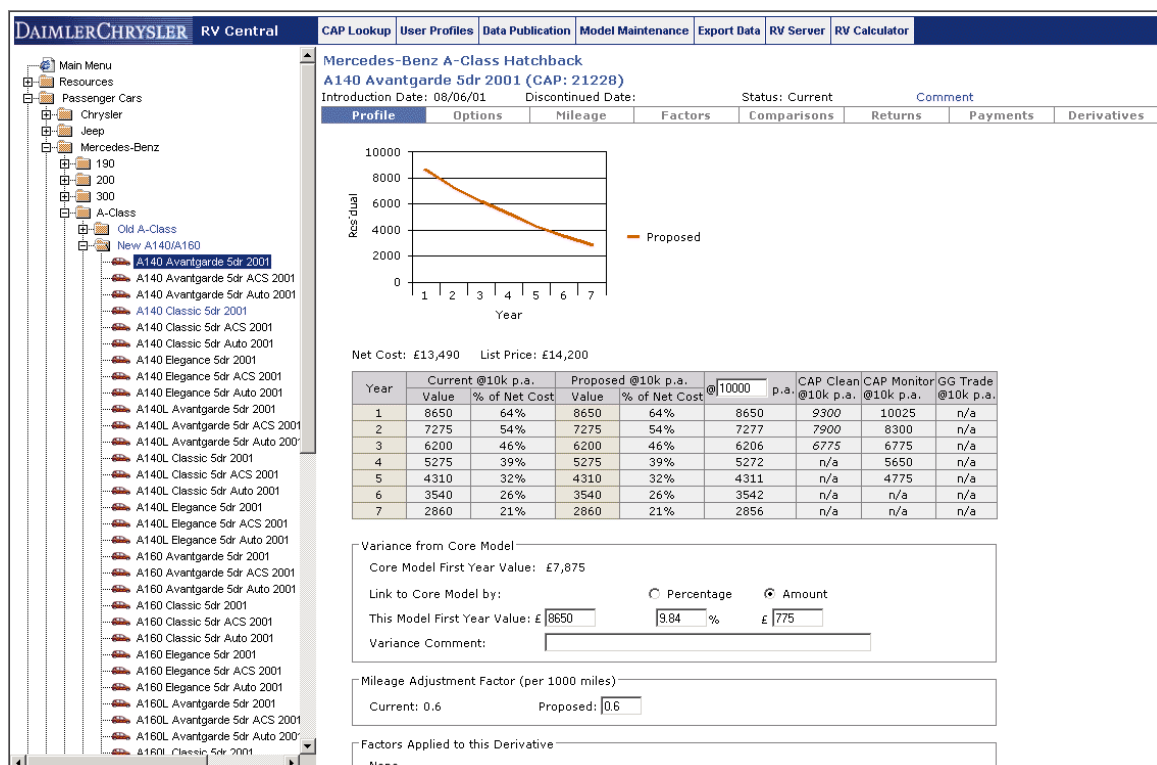 DAIMLERCHRYSLER RV Central
CAP Lookup User Profiles Data Publication Model Maintenance Export Data RV Server RV Calculator
Main Menu
Resources
Passenger Cars
Chrysler
Jeep
Mercedes-Benz
190
200
300
A-Class
Old A-Class
New A140/A160
A140 Avantgarde 5dr 2001
A140 Avantgarde 5dr ACS 2001
A140 Avantgarde 5dr Auto 2001
A140 Classic 5dr 2001
A140 Classic 5dr ACS 2001
A140 Classic 5dr Auto 2001
A140 Elegance 5dr 2001
A140 Elegance 5dr ACS 2001
A140 Elegance 5dr Auto 2001
A140L Avantgarde 5dr 2001
A140L Avantgarde 5dr ACS 2001
A140L Avantgarde 5dr Auto 200
A140L Classic 5dr 2001
A140L Classic 5dr ACS 2001
A140L Classic 5dr Auto 2001
A140L Elegance 5dr 2001
A140L Elegance 5dr ACS 2001
A140L Elegance 5dr Auto 2001
A160 Avantgarde 5dr 2001
A160 Avantgarde 5dr ACS 2001
A160 Avantgarde 5dr Auto 2001
A160 Classic 5dr 2001
A160 Classic 5dr ACS 2001
A160 Classic 5dr Auto 2001
A160 Elegance 5dr 2001
A160 Elegance 5dr ACS 2001
A160 Elegance 5dr Auto 2001
A160L Avantgarde 5dr 2001
A160L Avantgarde 5dr ACS 2001
A160L Avantgarde 5dr Auto 200
A160L Classic 5dr 2001
Mercedes-Benz A-Class Hatchback
A140 Avantgarde 5dr 2001 (CAP: 21228)
Introduction Date: 08/06/01 Discontinued Date: Status: Current Comment
Profile Options Mileage Factors Comparisons Returns Payments Derivatives
10000
8000
6000
4000
2000
0
Residual
Proposed
1 2 3 4 5 6 7
Year
Net Cost: £13,490 List Price: £14,200
Year Current @10k p.a. Proposed @10k p.a. @ 10000 p.a. CAP Clean @10k p.a. CAP Monitor @10k p.a. GG Trade @10k p.a.
Value % of Net Cost Value % of Net Cost
1 8650 64% 8650 64% 8650 9300 10025 n/a
2 7275 54% 7275 54% 7277 7900 8300 n/a
3 6200 46% 6200 46% 6206 6775 6775 n/a
4 5275 39% 5275 39% 5272 n/a 5650 n/a
5 4310 32% 4310 32% 4311 n/a 4775 n/a
6 3540 26% 3540 26% 3542 n/a n/a n/a
7 2860 21% 2860 21% 2856 n/a n/a n/a
Variance from Core Model
Core Model First Year Value: £7,875
Link to Core Model by: Percentage Amount
This Model First Year Value: £ 8650 9.84 % £ 775
Variance Comment:
Mileage Adjustment Factor (per 1000 miles)
Current: 0.6 Proposed: 0.6
Factors Applied to this Derivative